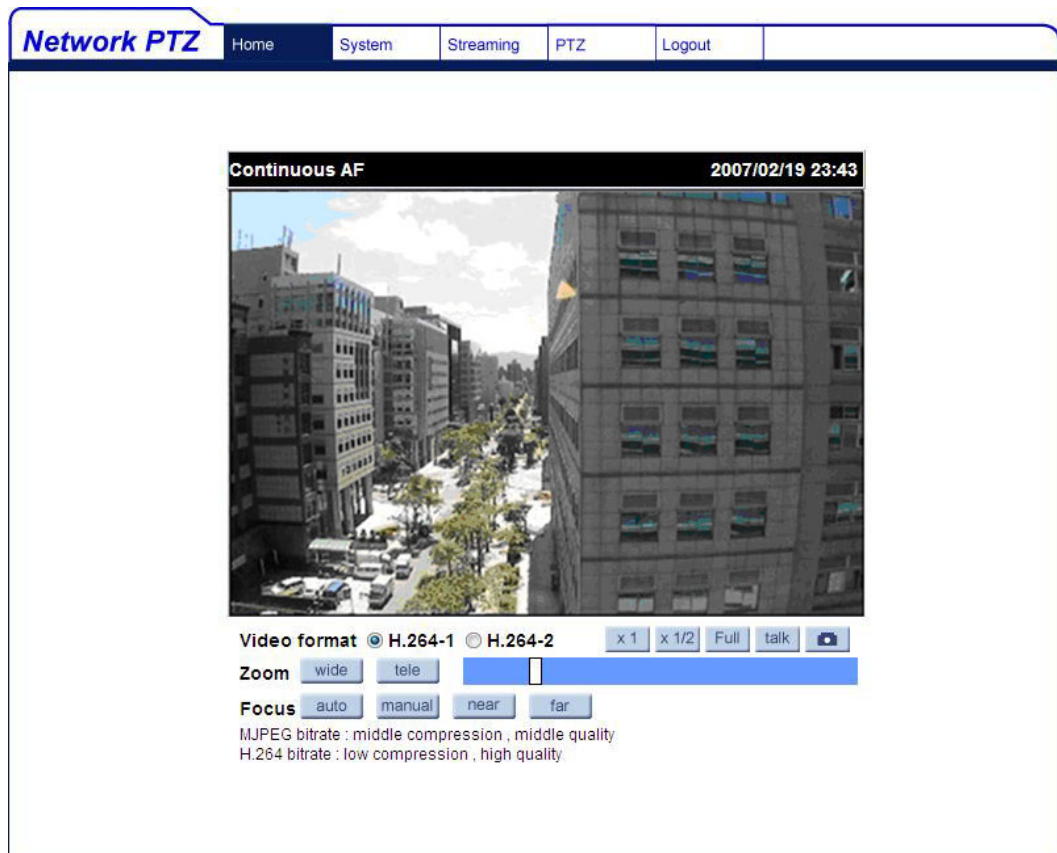 Network PTZ Home System Streaming PTZ Logout
Continuous AF 2007/02/19 23:43
Video format H.264-1 H.264-2 x 1 x 1/2 Full talk
Zoom wide tele
Focus auto manual near far
MJPEG bitrate : middle compression , middle quality
H.264 bitrate : low compression , high quality